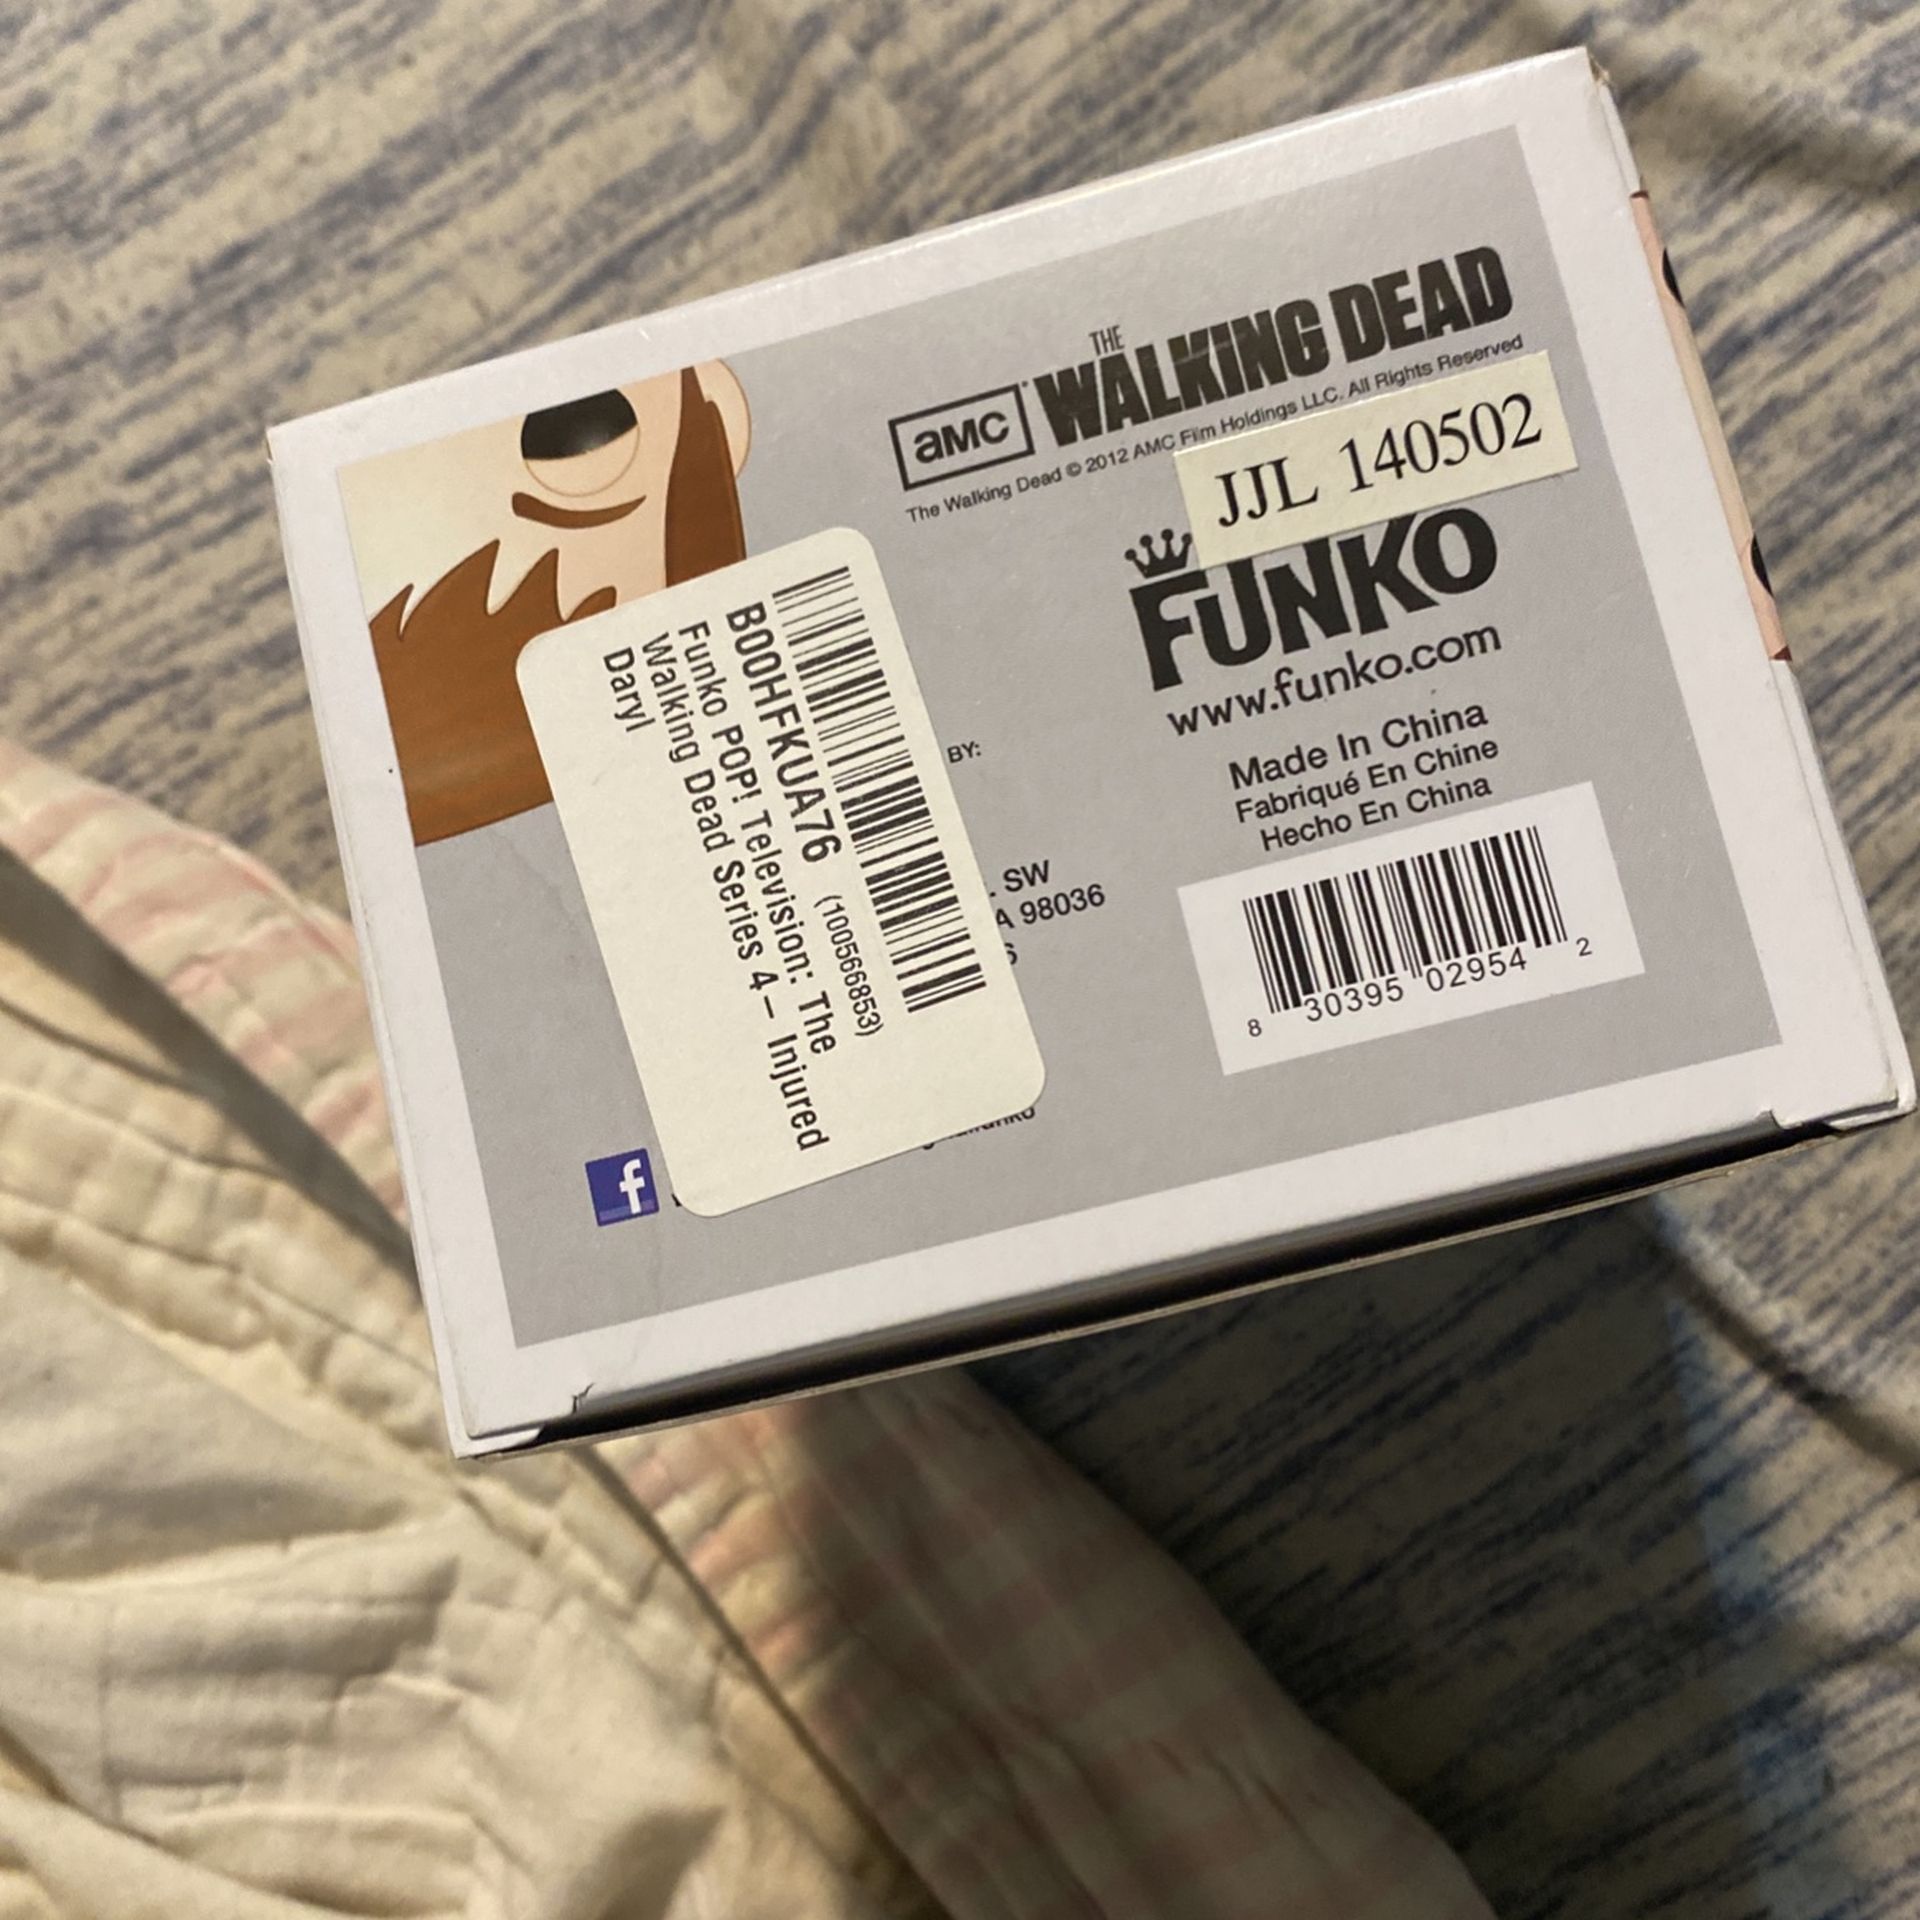 aMC THE WALKING DEAD
The Walking Dead © 2012 AMC Film Holdings LLC. All Rights Reserved
JJL 140502
FUNKO
www.funko.com
Made In China
Fabriqué En Chine
Hecho En China
8 30395 02954 2
BY:
. SW
A 98036
B00HFKUA76 (100566853)
Funko POP! Television: The
Walking Dead Series 4 – Injured
Daryl
f